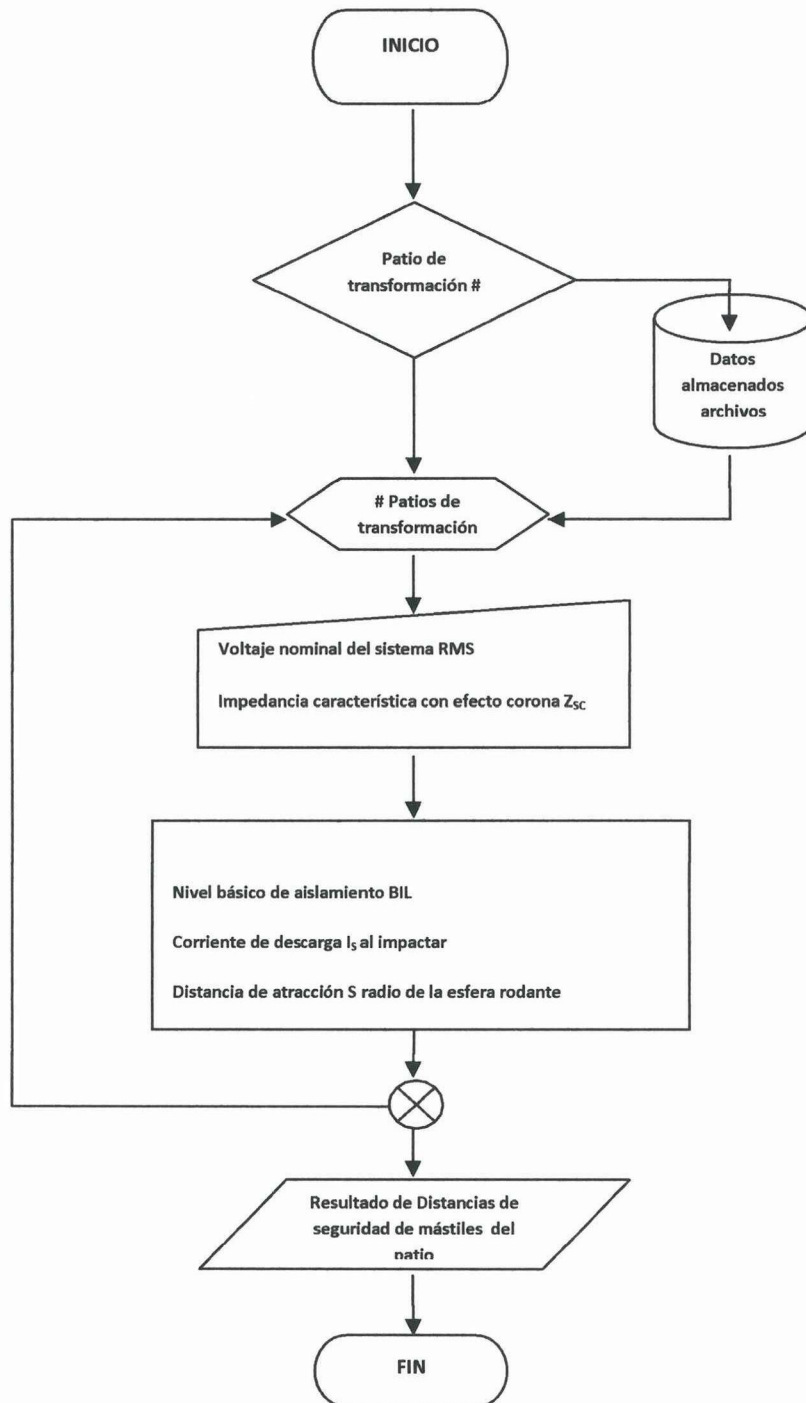 INICIO
Patio de
transformación #
Datos
almacenados
archivos
# Patios de
transformación
Voltaje nominal del sistema RMS
Impedancia característica con efecto corona ZSC
Nivel básico de aislamiento BIL
Corriente de descarga IS al impactar
Distancia de atracción S radio de la esfera rodante
Resultado de Distancias de
seguridad de mástiles del
patio
FIN